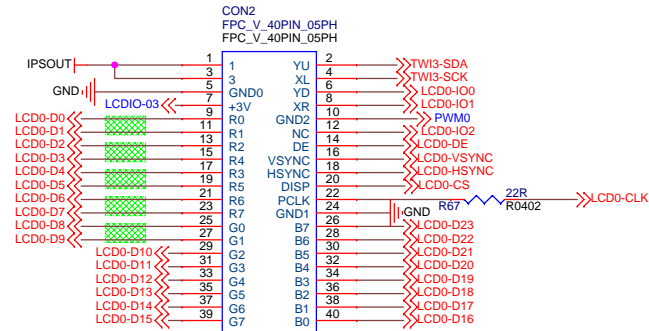 CON2
FPC_V_40PIN_05PH
FPC_V_40PIN_05PH
IPSOUT 1 1 YU 2 TWI3-SDA
3 3 XL 4 TWI3-SCK
GND 5 GND0 YD 6 LCD0-IO0
LCDIO-03 7 +3V XR 8 LCD0-IO1
LCD0-D0 9 R0 GND2 10 PWM0
LCD0-D1 11 R1 NC 12 LCD0-IO2
LCD0-D2 13 R2 DE 14 LCD0-DE
LCD0-D3 15 R4 VSYNC 16 LCD0-VSYNC
LCD0-D4 17 R3 HSYNC 18 LCD0-HSYNC
LCD0-D5 19 R5 DISP 20 LCD0-CS
LCD0-D6 21 R6 PCLK 22 R67 22R R0402 LCD0-CLK
LCD0-D7 23 R7 GND1 24 GND
LCD0-D8 25 G0 B7 26 LCD0-D23
LCD0-D9 27 G1 B6 28 LCD0-D22
LCD0-D10 29 G2 B5 30 LCD0-D21
LCD0-D11 31 G3 B4 32 LCD0-D20
LCD0-D12 33 G4 B3 34 LCD0-D19
LCD0-D13 35 G5 B2 36 LCD0-D18
LCD0-D14 37 G6 B1 38 LCD0-D17
LCD0-D15 39 G7 B0 40 LCD0-D16